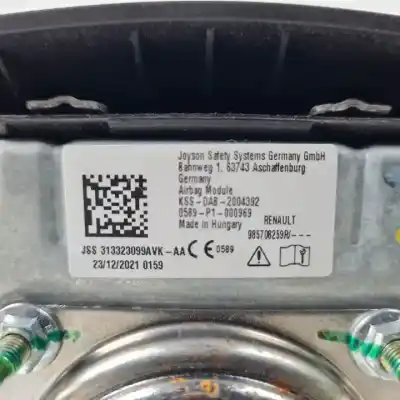 Joyson Safety Systems Germany GmbH
Bahnweg 1, 63743 Aschaffenburg
Germany
Airbag Module
KSS-DAB-2004392
0589-P1-000969
Made in Hungary
RENAULT
985708259R/---
JSS 313323099AVK-AA
CE 0589
23/12/2021 0159